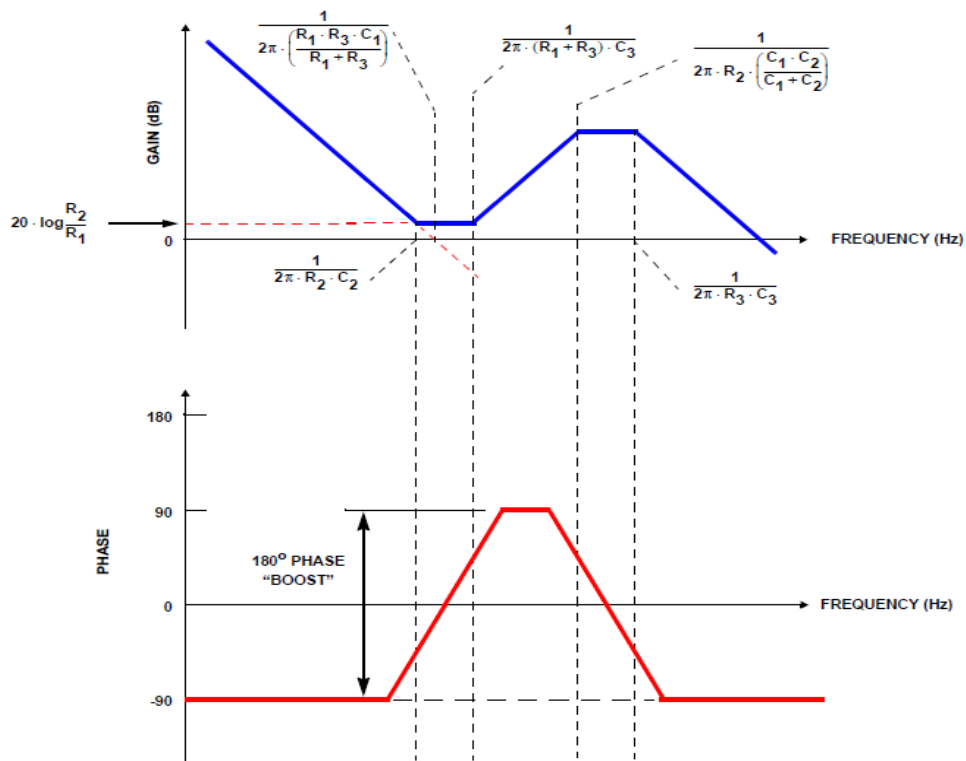 1 / (2π · (R1 · R3 · C1 / (R1 + R3)))
1 / (2π · (R1 + R3) · C3)
1 / (2π · R2 · (C1 · C2 / (C1 + C2)))
GAIN (dB)
20 · log R2 / R1
0
FREQUENCY (Hz)
1 / (2π · R2 · C2)
1 / (2π · R3 · C3)
PHASE
180
90
180° PHASE
“BOOST”
0
FREQUENCY (Hz)
-90